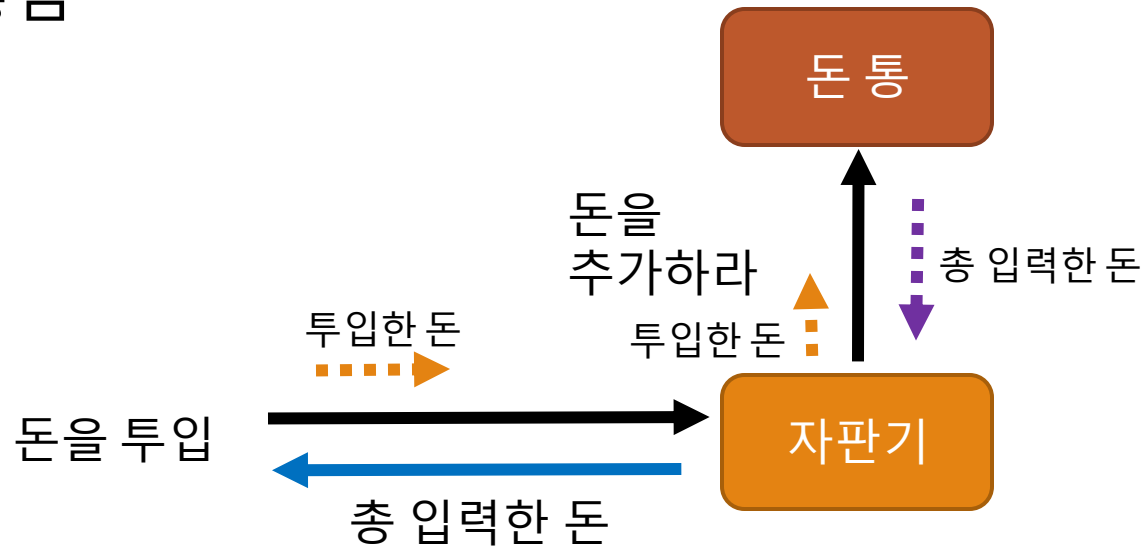 돈 통
돈을
추가하라
총 입력한 돈
투입한 돈
투입한 돈
돈을 투입
자판기
총 입력한 돈